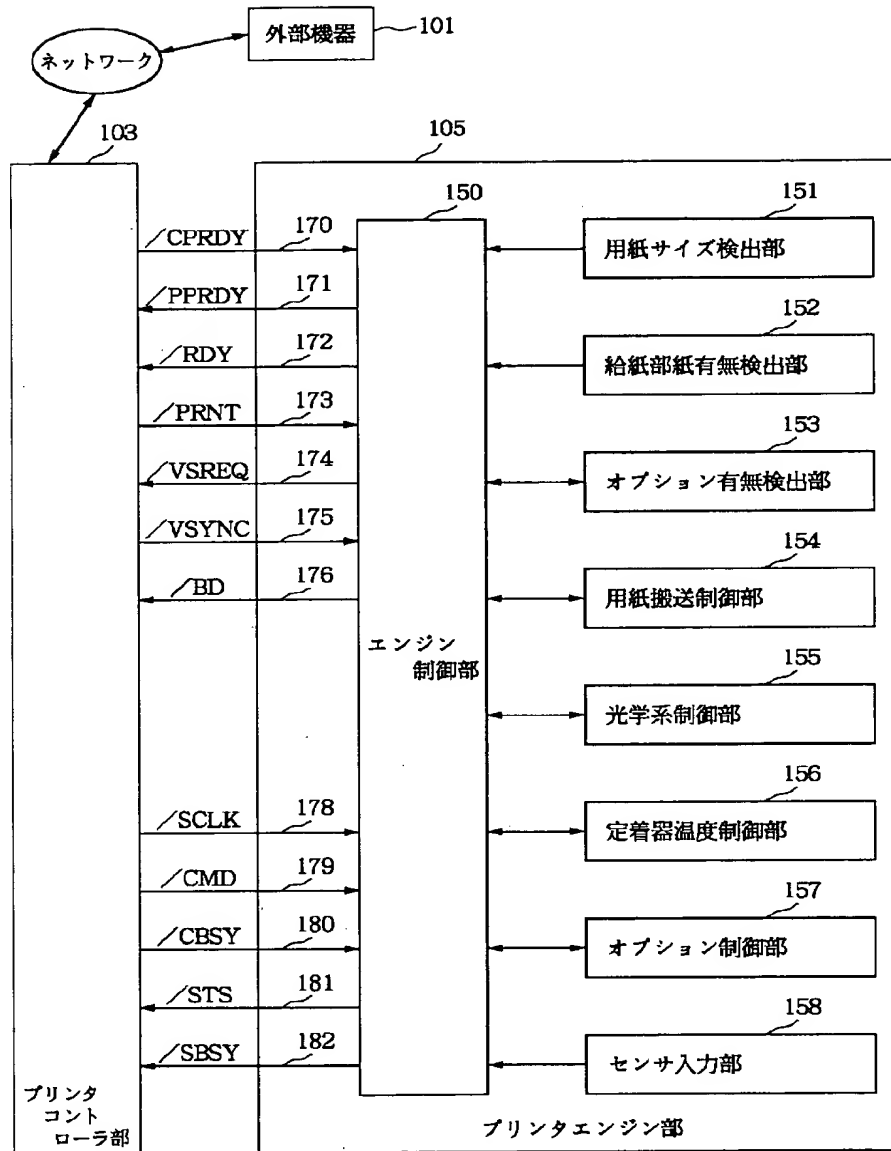 外部機器
101
ネットワーク
103
105
150
151
用紙サイズ検出部
/CPRDY
170
/PPRDY
171
152
給紙部紙有無検出部
/RDY
172
/PRNT
173
153
オプション有無検出部
/VSREQ
174
/VSYNC
175
154
用紙搬送制御部
/BD
176
エンジン
制御部
155
光学系制御部
156
定着器温度制御部
/SCLK
178
/CMD
179
157
オプション制御部
/CBSY
180
/STS
181
158
センサ入力部
/SBSY
182
プリンタ
コント
ローラ部
プリンタエンジン部